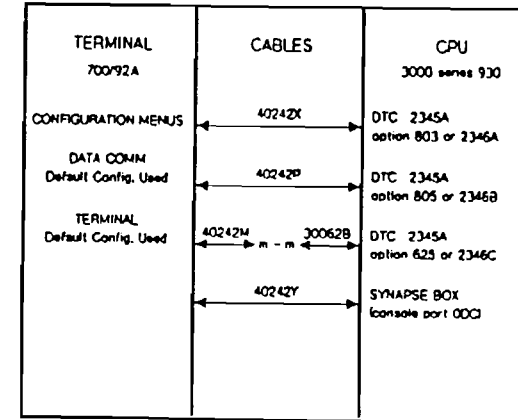 TERMINAL
700/92A
CABLES
CPU
3000 series 930
CONFIGURATION MENUS
40242X
DTC 2345A
option 803 or 2346A
DATA COMM
Default Config. Used
40242P
DTC 2345A
option 805 or 2346B
TERMINAL
Default Config. Used
40242M
m - m
30062B
DTC 2345A
option 625 or 2346C
40242Y
SYNAPSE BOX
(console port ODC)